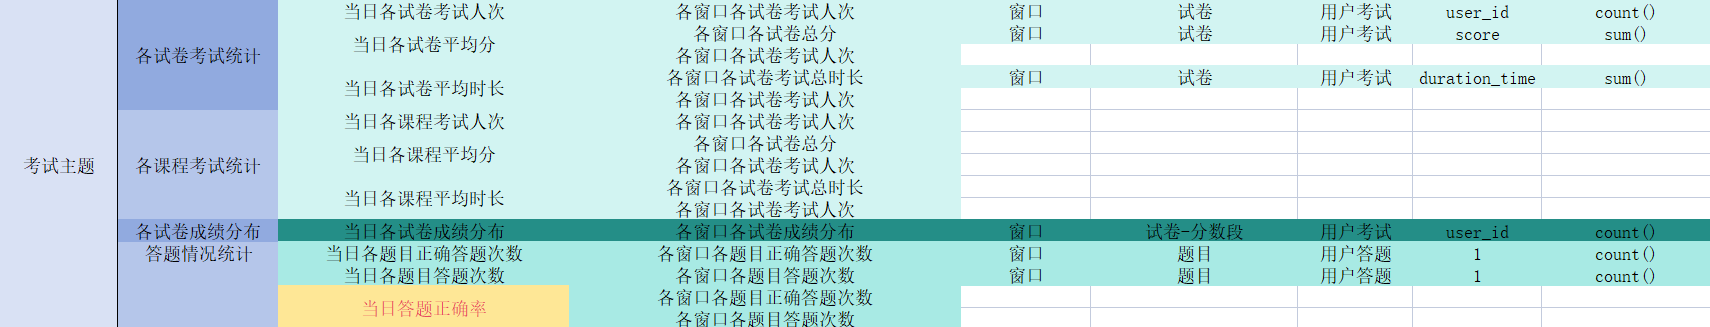 当日各试卷考试人次 各窗口各试卷考试人次 窗口 试卷 用户考试 user_id count()
当日各试卷平均分 各窗口各试卷总分 窗口 试卷 用户考试 score sum()
各试卷考试统计 各窗口各试卷考试人次
当日各试卷平均时长 各窗口各试卷考试总时长 窗口 试卷 用户考试 duration_time sum()
各窗口各试卷考试人次
当日各课程考试人次 各窗口各试卷考试人次
当日各课程平均分 各窗口各试卷总分
考试主题 各课程考试统计 各窗口各试卷考试人次
当日各课程平均时长 各窗口各试卷考试总时长
各窗口各试卷考试人次
各试卷成绩分布 当日各试卷成绩分布 各窗口各试卷成绩分布 窗口 试卷-分数段 用户考试 user_id count()
答题情况统计 当日各题目正确答题次数 各窗口各题目正确答题次数 窗口 题目 用户答题 1 count()
当日各题目答题次数 各窗口各题目答题次数 窗口 题目 用户答题 1 count()
当日答题正确率 各窗口各题目正确答题次数
各窗口各题目答题次数